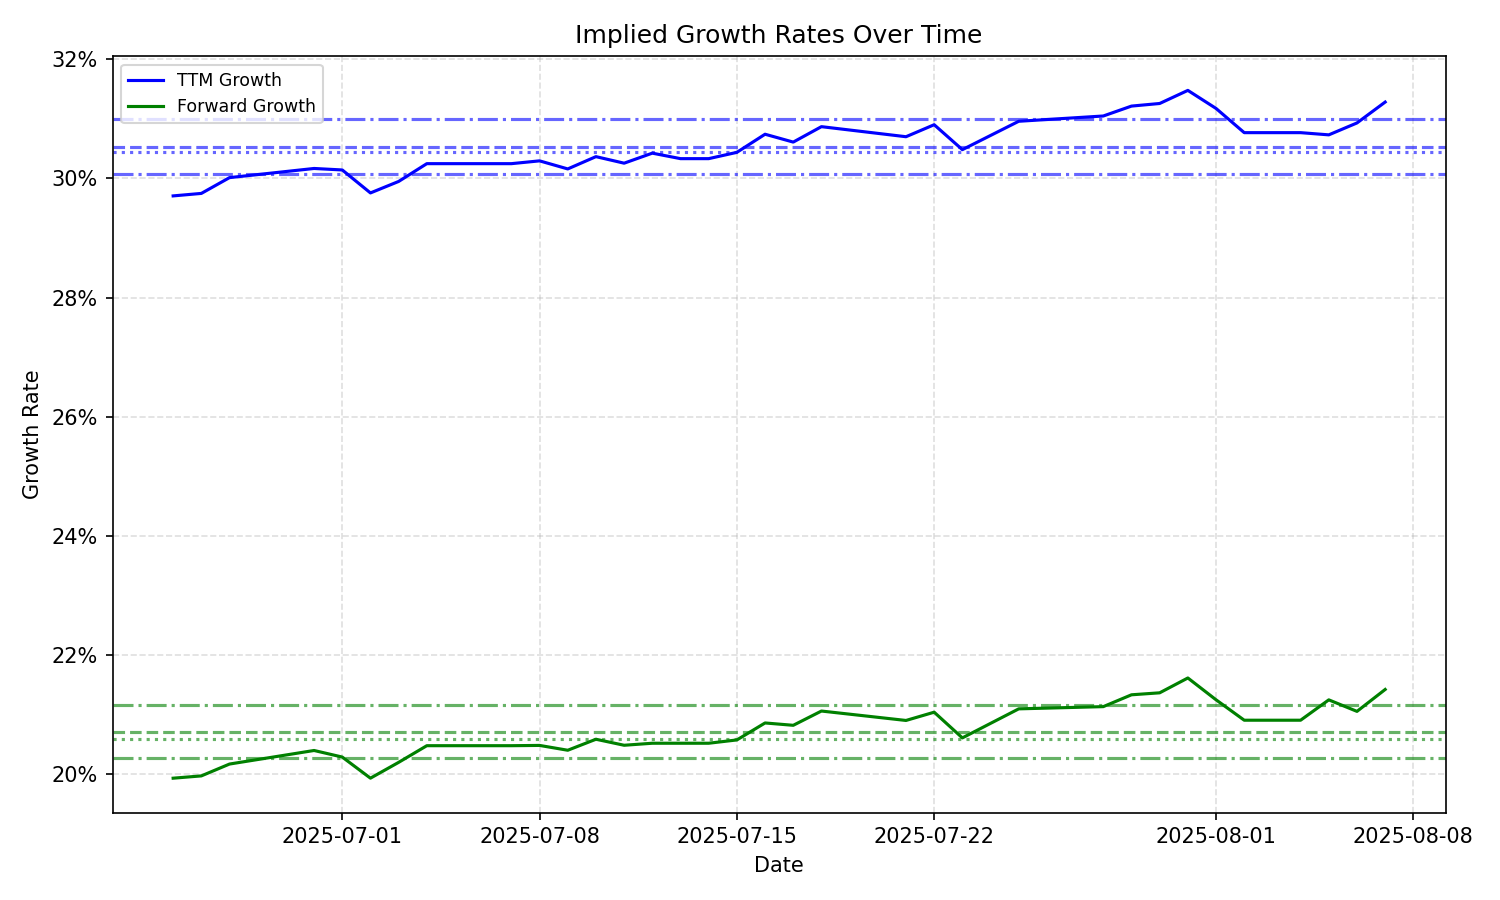 Implied Growth Rates Over Time
TTM Growth
Forward Growth
Growth Rate
32%
30%
28%
26%
24%
22%
20%
2025-07-01
2025-07-08
2025-07-15
2025-07-22
2025-08-01
2025-08-08
Date